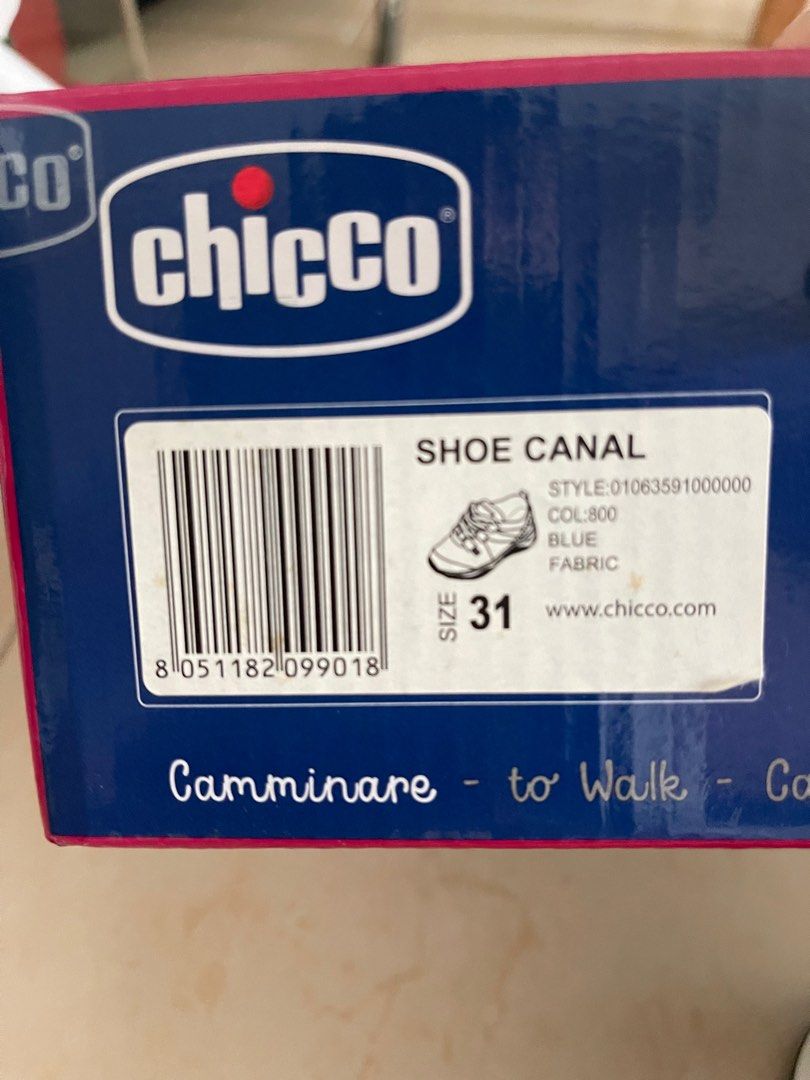 co®
chicco®
SHOE CANAL
STYLE:01063591000000
COL:800
BLUE
FABRIC
SIZE 31 www.chicco.com
8 051182 099018
Camminare - to Walk - Ca